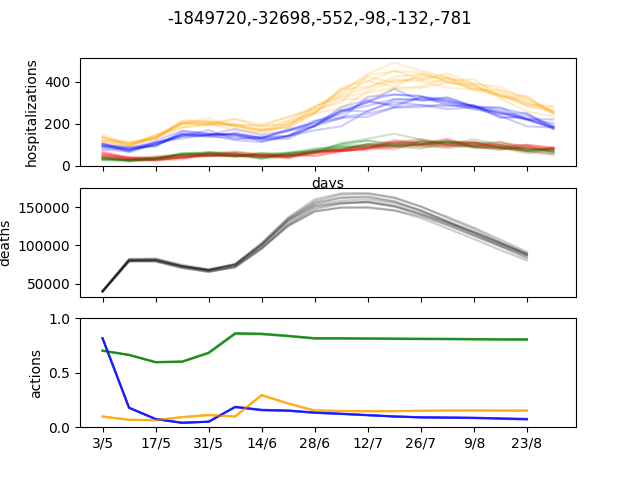 -1849720,-32698,-552,-98,-132,-781
hospitalizations
400
200
0
days
deaths
150000
100000
50000
actions
1.0
0.5
0.0
3/5 17/5 31/5 14/6 28/6 12/7 26/7 9/8 23/8